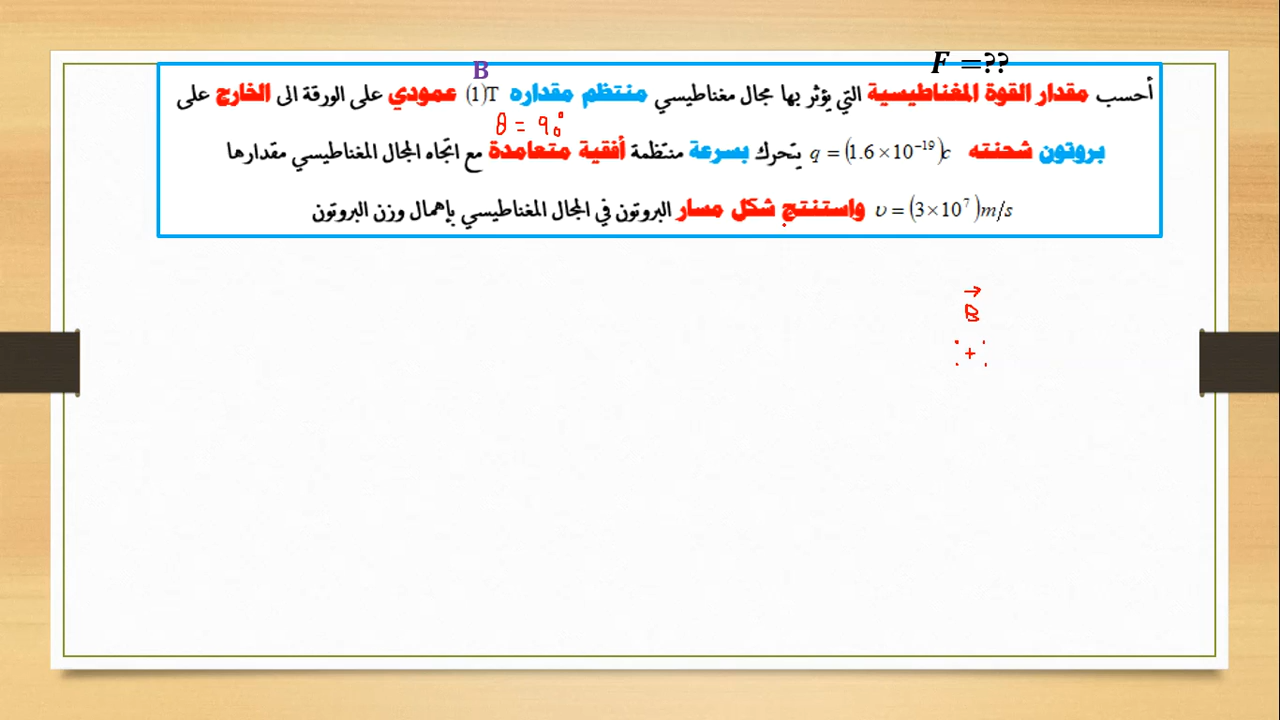 F =??
B
أحسب مقدار القوة المغناطيسية التي يؤثر بها مجال مغناطيسي منتظم مقداره (1)T عمودي على الورقة الى الخارج على
θ = 90°
بروتون شحنته q = (1.6×10⁻¹⁹)c يتحرك بسرعة منتظمة أفقية متعامدة مع اتجاه المجال المغناطيسي مقدارها
υ = (3×10⁷)m/s واستنتج شكل مسار البروتون في المجال المغناطيسي بإهمال وزن البروتون
→
B
+